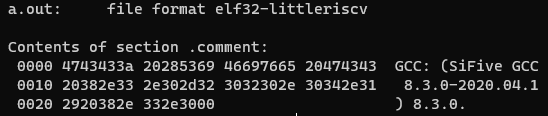 a.out:     file format elf32-littleriscv

Contents of section .comment:
 0000 4743433a 20285369 46697665 20474343  GCC: (SiFive GCC
 0010 20382e33 2e302d32 3032302e 30342e31   8.3.0-2020.04.1
 0020 2920382e 332e3000                    ) 8.3.0.